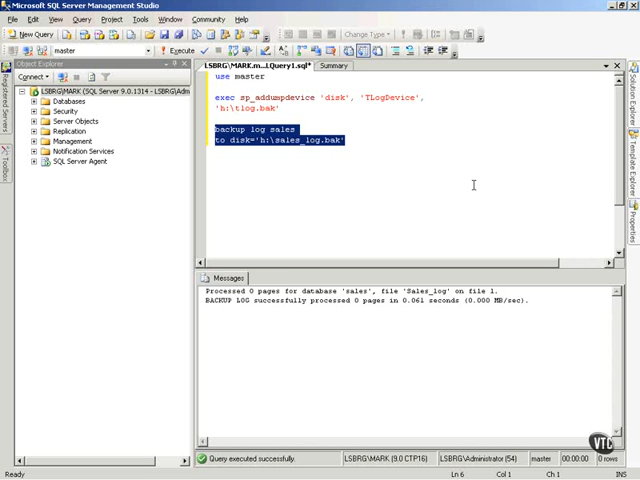 Microsoft SQL Server Management Studio
File Edit View Query Project Tools Window Community Help
New Query
Change Type
master Execute
Object Explorer
Connect
LSBRG\MARK (SQL Server 9.0.1314 - LSBRG\Adm
Databases
Security
Server Objects
Replication
Management
Notification Services
SQL Server Agent
Registered Servers
Toolbox
LSBRG\MARK.m...LQuery1.sql* Summary
use master
exec sp_addumpdevice 'disk', 'TLogDevice',
'h:\tlog.bak'
backup log sales
to disk='h:\sales_log.bak'
Messages
Processed 0 pages for database 'sales', file 'Sales_log' on file 1.
BACKUP LOG successfully processed 0 pages in 0.061 seconds (0.000 MB/sec).
Solution Explorer
Template Explorer
Properties
VTC
Query executed successfully. LSBRG\MARK (9.0 CTP16) LSBRG\Administrator (54) master 00:00:00 0 rows
Ready Ln 6 Col 1 Ch 1 INS